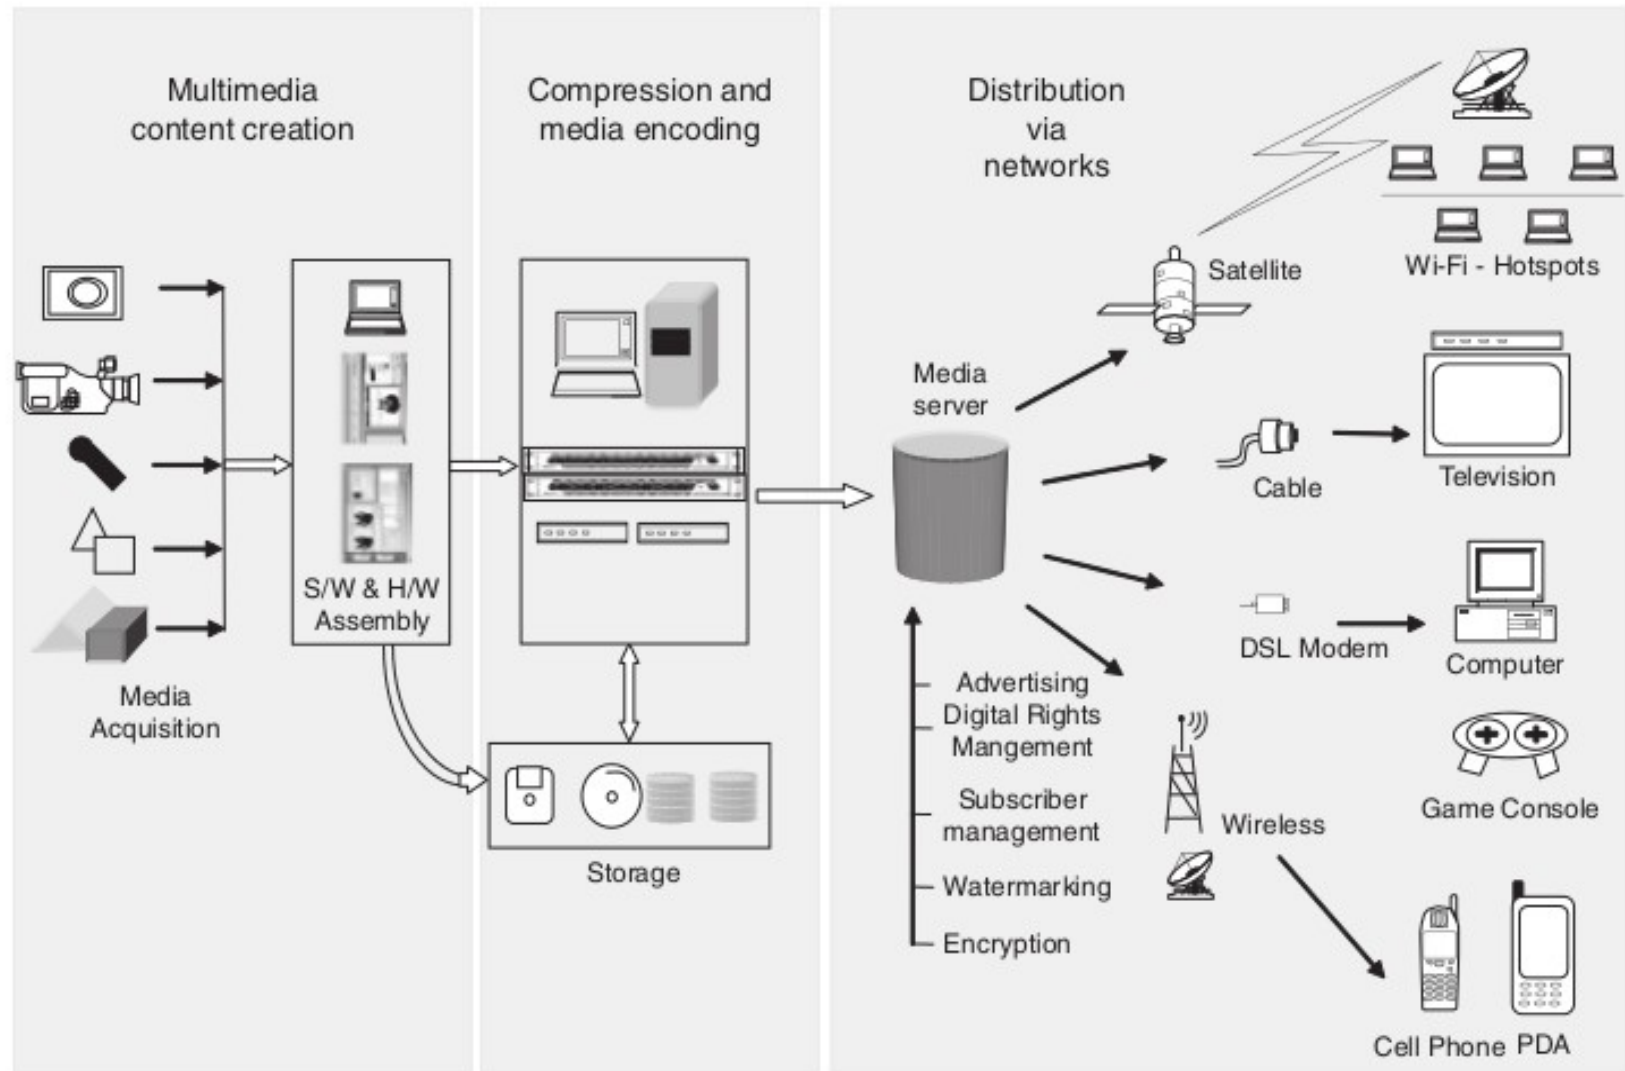 Multimedia
content creation
Compression and
media encoding
Distribution
via
networks
S/W & H/W
Assembly
Media
Acquisition
Storage
Media
server
Advertising
Digital Rights
Mangement
Subscriber
management
Watermarking
Encryption
Satellite
Wi-Fi - Hotspots
Cable
Television
DSL Modem
Computer
Game Console
Wireless
Cell Phone
PDA